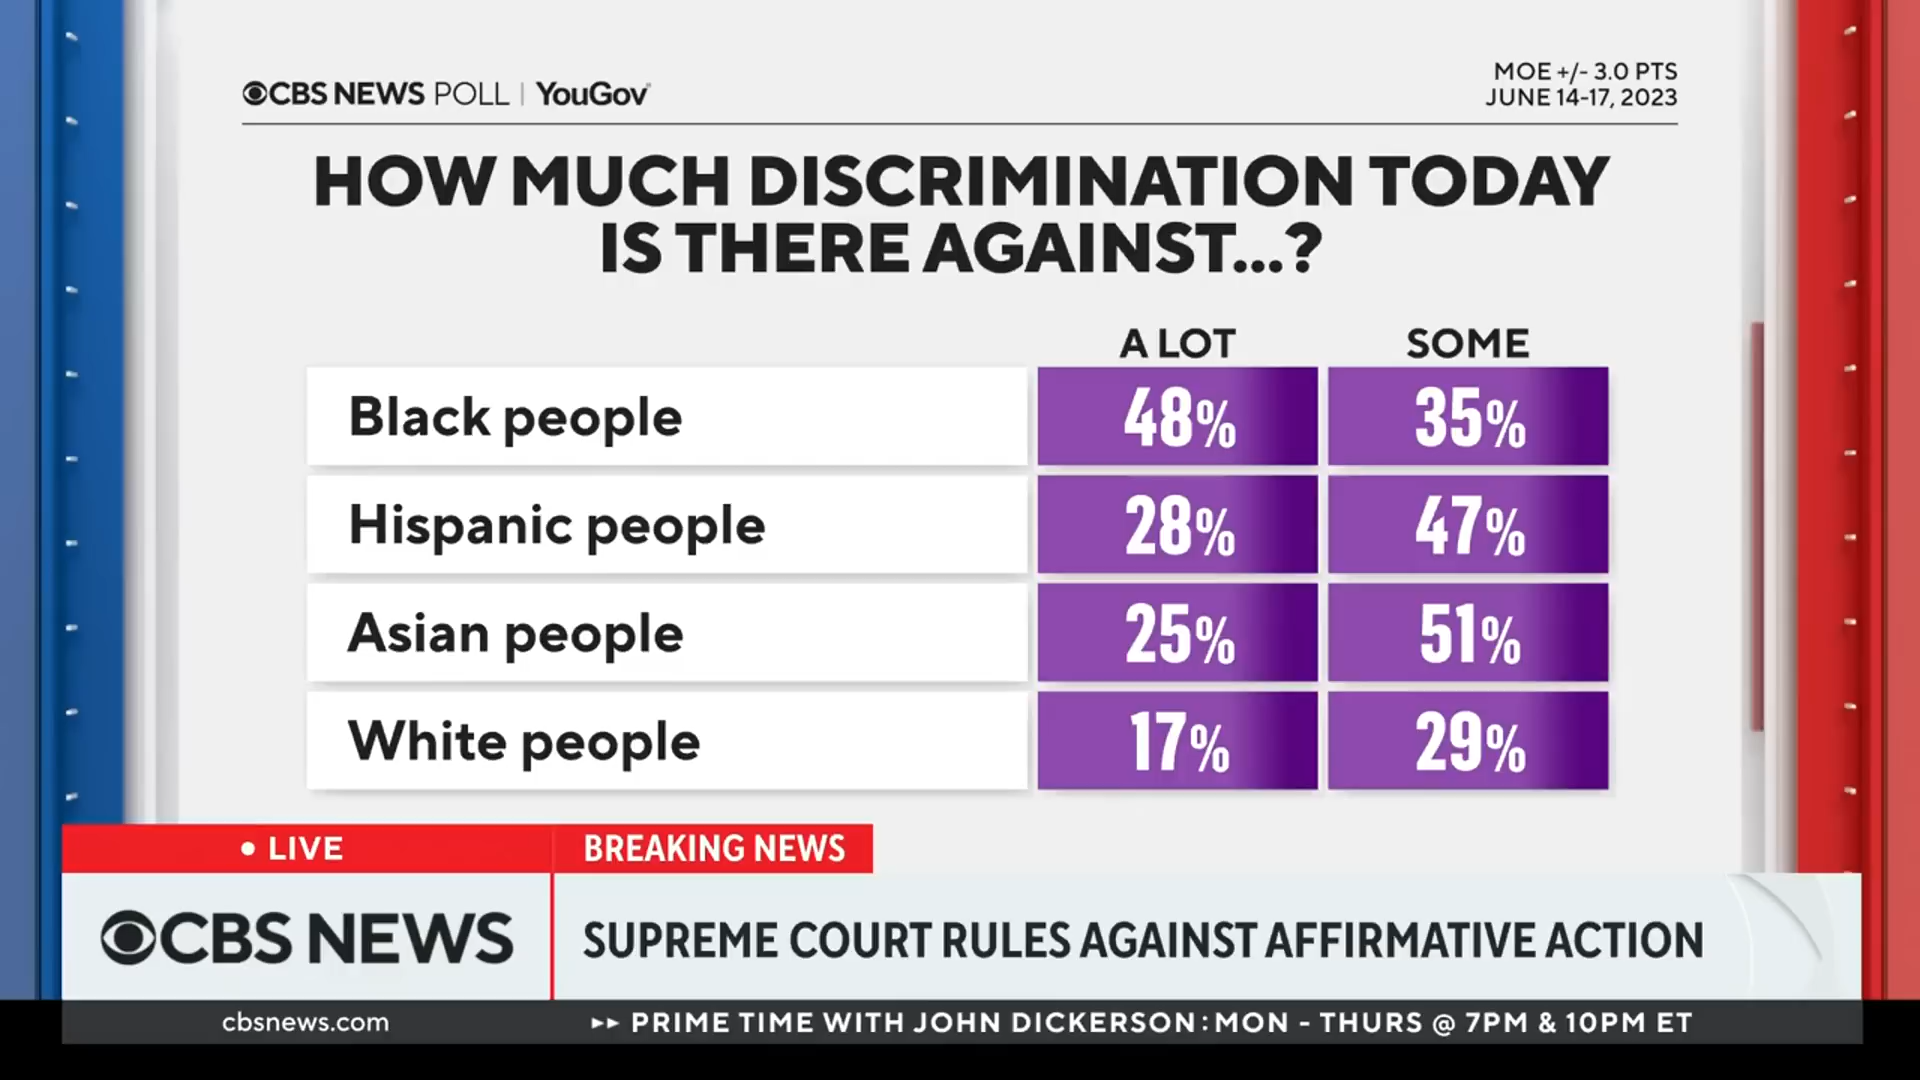 CBS NEWS POLL | YouGov
MOE +/- 3.0 PTS
JUNE 14-17, 2023
HOW MUCH DISCRIMINATION TODAY
IS THERE AGAINST...?
A LOT SOME
Black people 48% 35%
Hispanic people 28% 47%
Asian people 25% 51%
White people 17% 29%
• LIVE
BREAKING NEWS
CBS NEWS
SUPREME COURT RULES AGAINST AFFIRMATIVE ACTION
cbsnews.com
PRIME TIME WITH JOHN DICKERSON: MON - THURS @ 7PM & 10PM ET